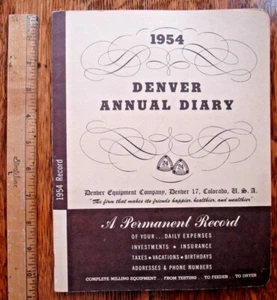 1954
DENVER
ANNUAL DIARY
Denver Equipment Company, Denver 17, Colorado, U. S. A.
"The firm that makes its friends happier, healthier, and wealthier"
A Permanent Record
OF YOUR . . . DAILY EXPENSES
INVESTMENTS • INSURANCE
TAXES • VACATIONS • BIRTHDAYS
ADDRESSES & PHONE NUMBERS
COMPLETE MILLING EQUIPMENT . . . FROM TESTING . . . TO FEEDER . . . TO DRYER
1954 Record